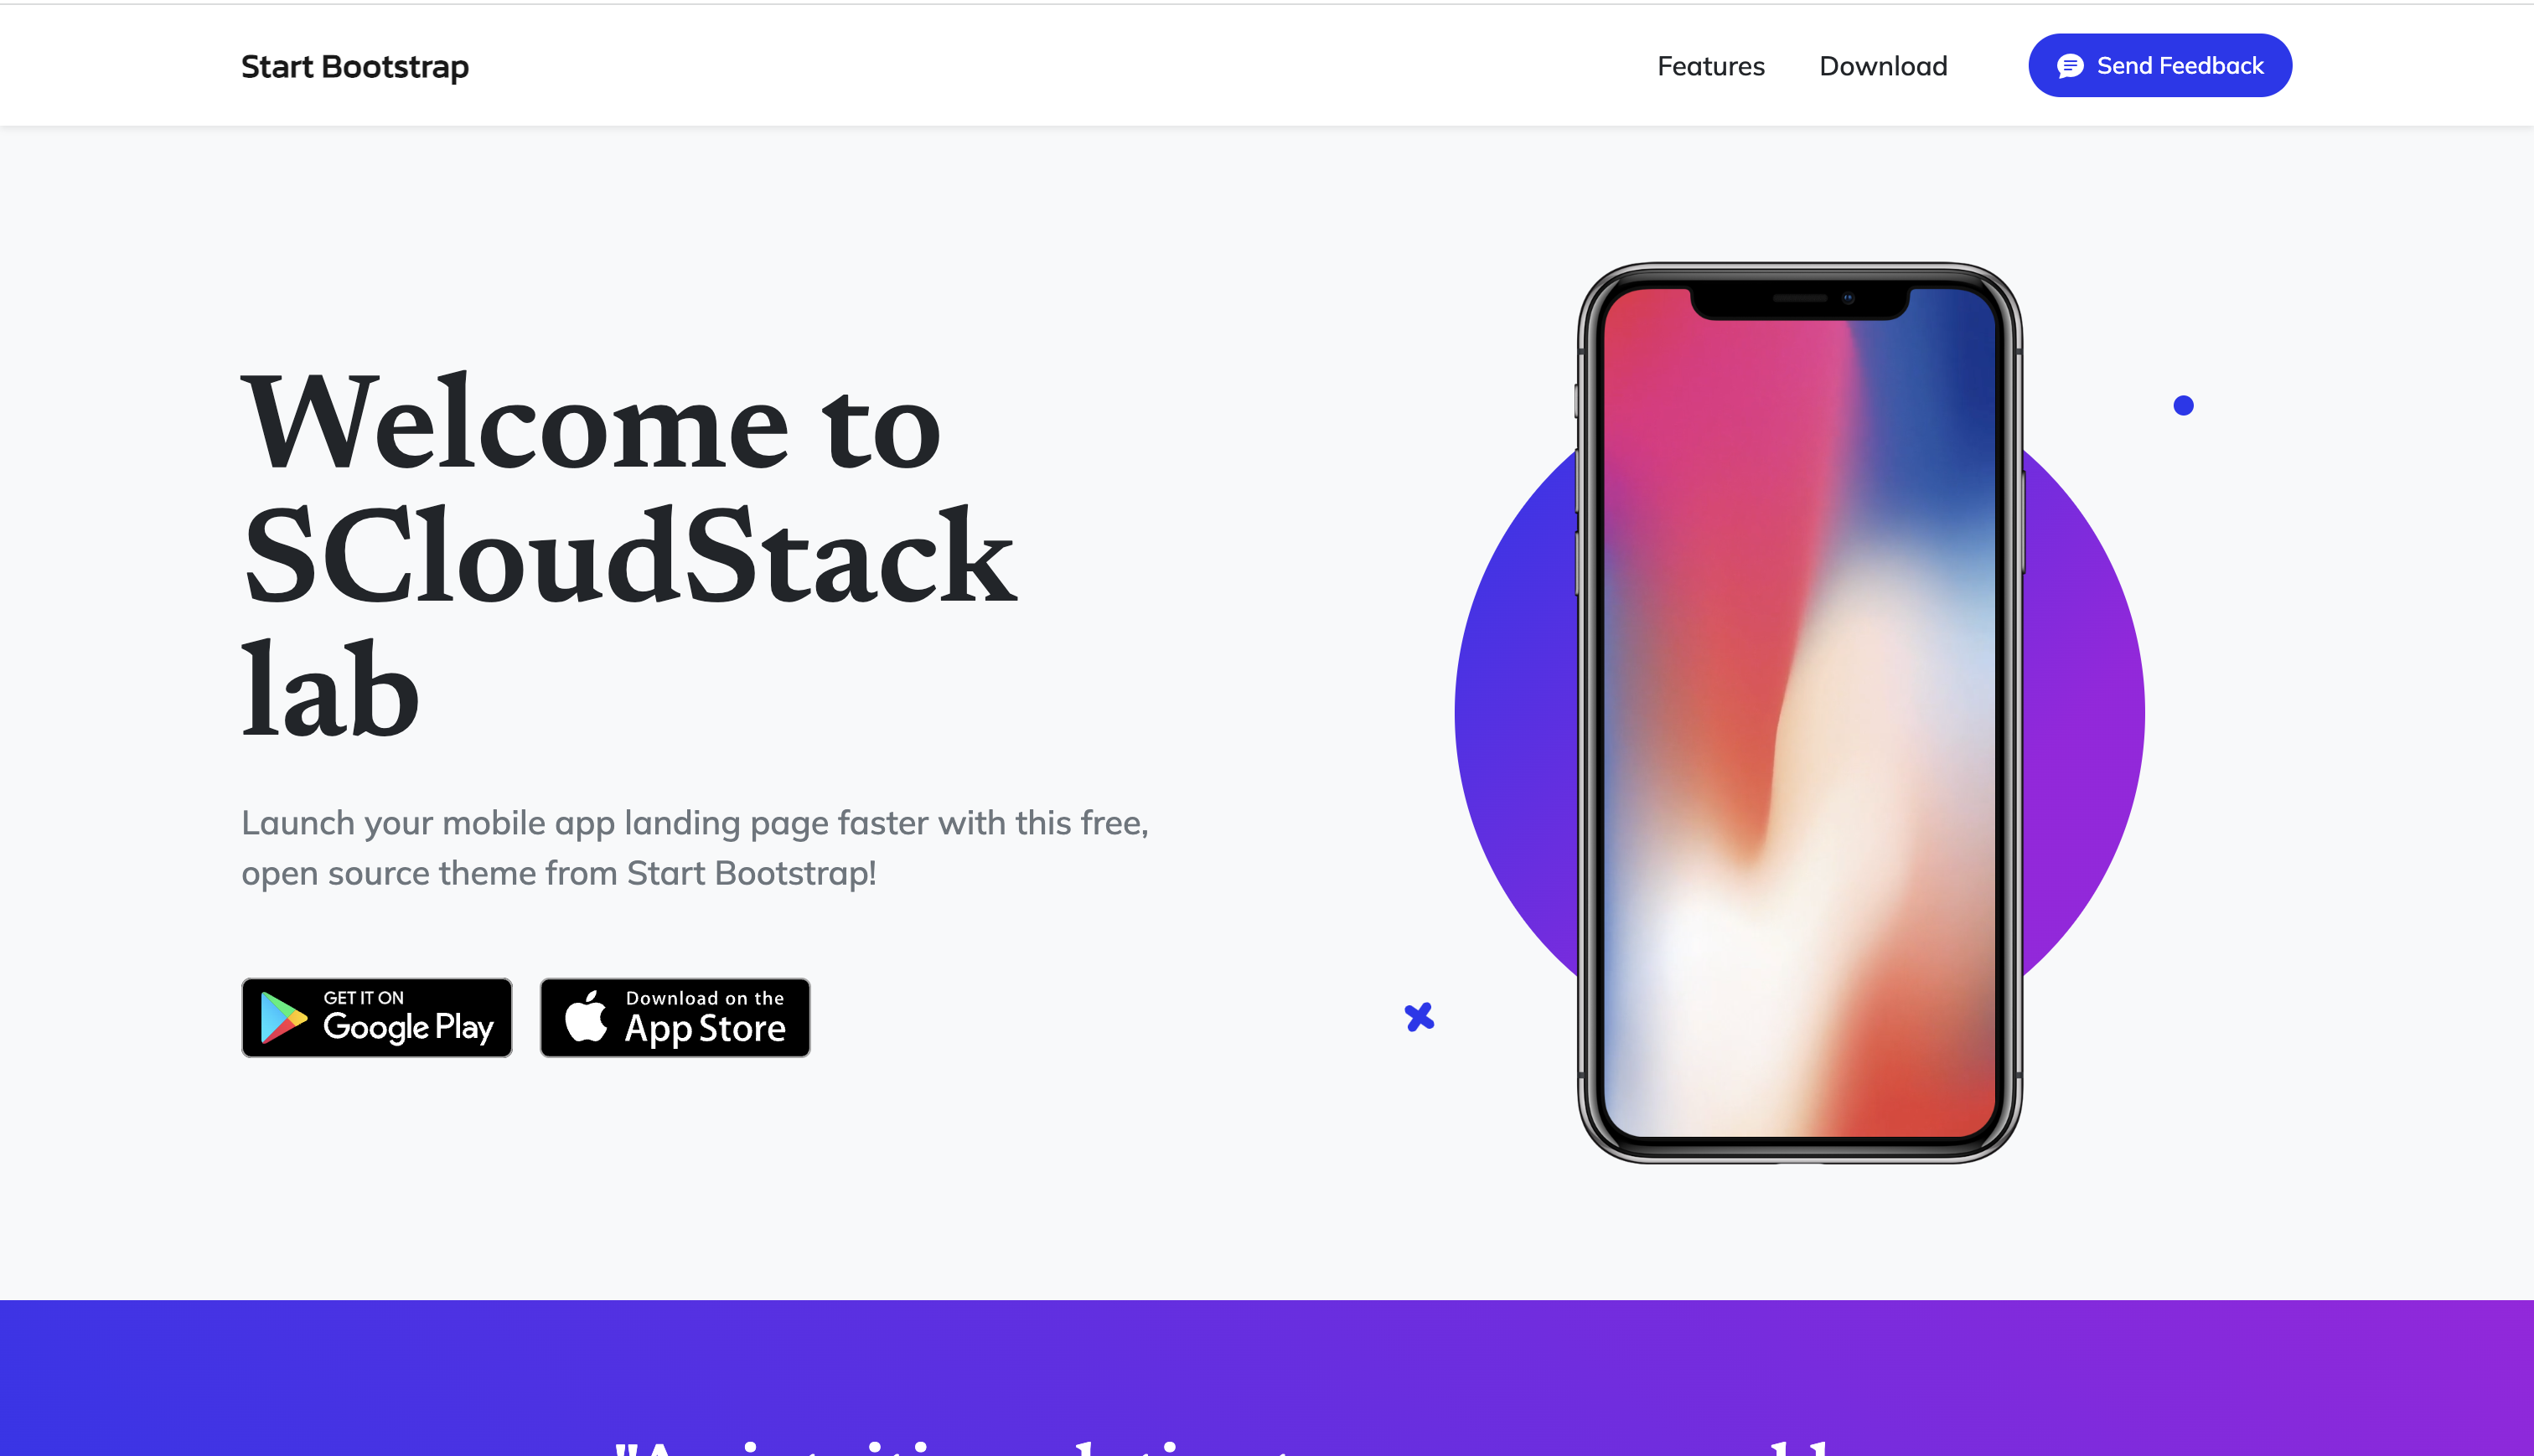 Start Bootstrap
Features
Download
Send Feedback
Welcome to
SCloudStack
lab
Launch your mobile app landing page faster with this free,
open source theme from Start Bootstrap!
GET IT ON
Google Play
Download on the
App Store